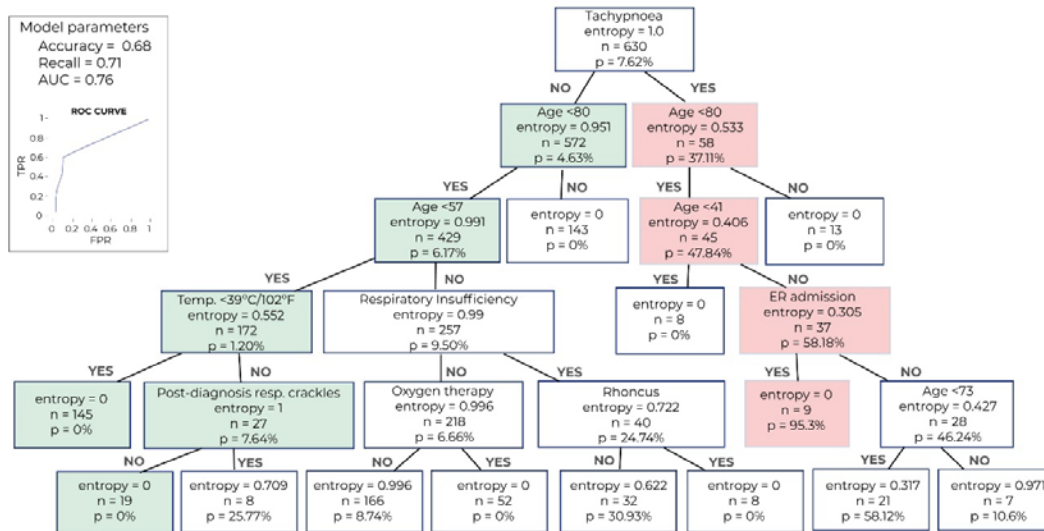 Model parameters
Accuracy = 0.68
Recall = 0.71
AUC = 0.76
ROC CURVE
1
0.8
0.6
0.4
0.2
0
TPR
0 0.2 0.4 0.6 0.8 1
FPR
Tachypnoea
entropy = 1.0
n = 630
p = 7.62%
NO
YES
Age <80
entropy = 0.951
n = 572
p = 4.63%
Age <80
entropy = 0.533
n = 58
p = 37.11%
YES
NO
YES
NO
Age <57
entropy = 0.991
n = 429
p = 6.17%
entropy = 0
n = 143
p = 0%
Age <41
entropy = 0.406
n = 45
p = 47.84%
entropy = 0
n = 13
p = 0%
YES
NO
YES
NO
Temp. <39°C/102°F
entropy = 0.552
n = 172
p = 1.20%
Respiratory Insufficiency
entropy = 0.99
n = 257
p = 9.50%
entropy = 0
n = 8
p = 0%
ER admission
entropy = 0.305
n = 37
p = 58.18%
YES
NO
NO
YES
YES
NO
entropy = 0
n = 145
p = 0%
Post-diagnosis resp. crackles
entropy = 1
n = 27
p = 7.64%
Oxygen therapy
entropy = 0.996
n = 218
p = 6.66%
Rhoncus
entropy = 0.722
n = 40
p = 24.74%
entropy = 0
n = 9
p = 95.3%
Age <73
entropy = 0.427
n = 28
p = 46.24%
NO
YES
NO
YES
NO
YES
YES
NO
entropy = 0
n = 19
p = 0%
entropy = 0.709
n = 8
p = 25.77%
entropy = 0.996
n = 166
p = 8.74%
entropy = 0
n = 52
p = 0%
entropy = 0.622
n = 32
p = 30.93%
entropy = 0
n = 8
p = 0%
entropy = 0.317
n = 21
p = 58.12%
entropy = 0.971
n = 7
p = 10.6%